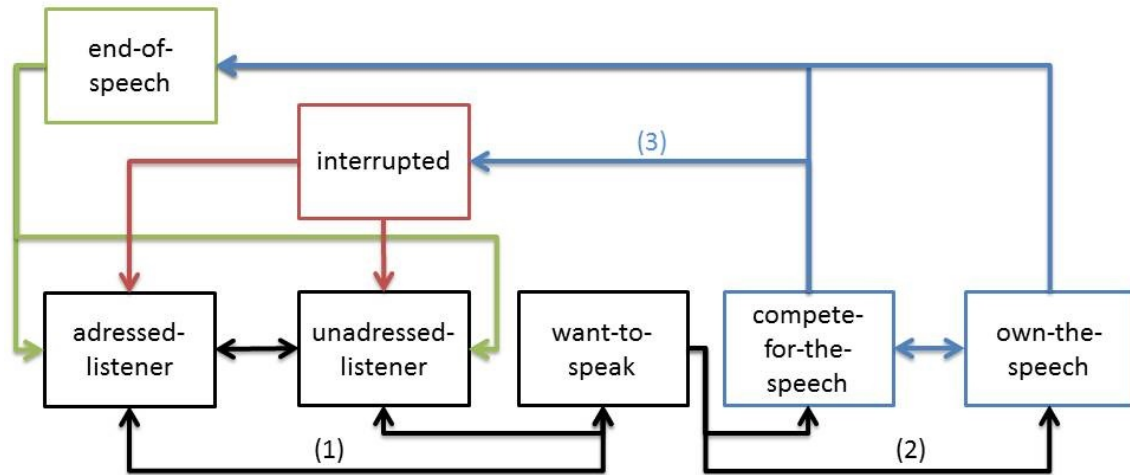 end-of-
speech
interrupted
(3)
adressed-
listener
unadressed-
listener
want-to-
speak
compete-
for-the-
speech
own-the-
speech
(1)
(2)